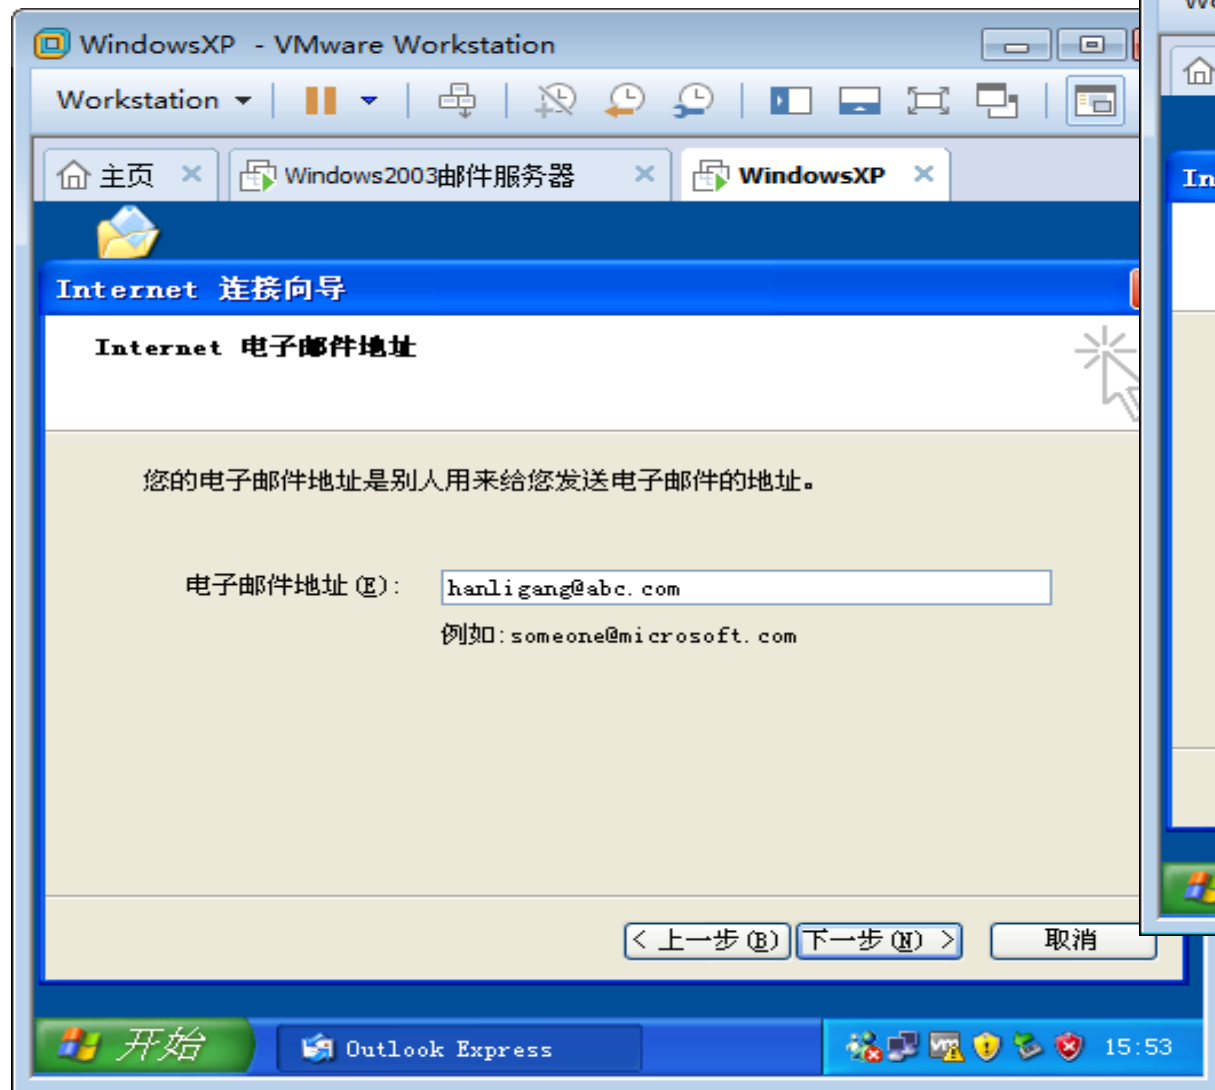 WindowsXP - VMware Workstation
Workstation
主页
Windows2003邮件服务器
WindowsXP
Internet 连接向导
Internet 电子邮件地址
您的电子邮件地址是别人用来给您发送电子邮件的地址。
电子邮件地址(E):
hanligang@abc.com
例如:someone@microsoft.com
< 上一步(B)
下一步(N) >
取消
开始
Outlook Express
15:53
In